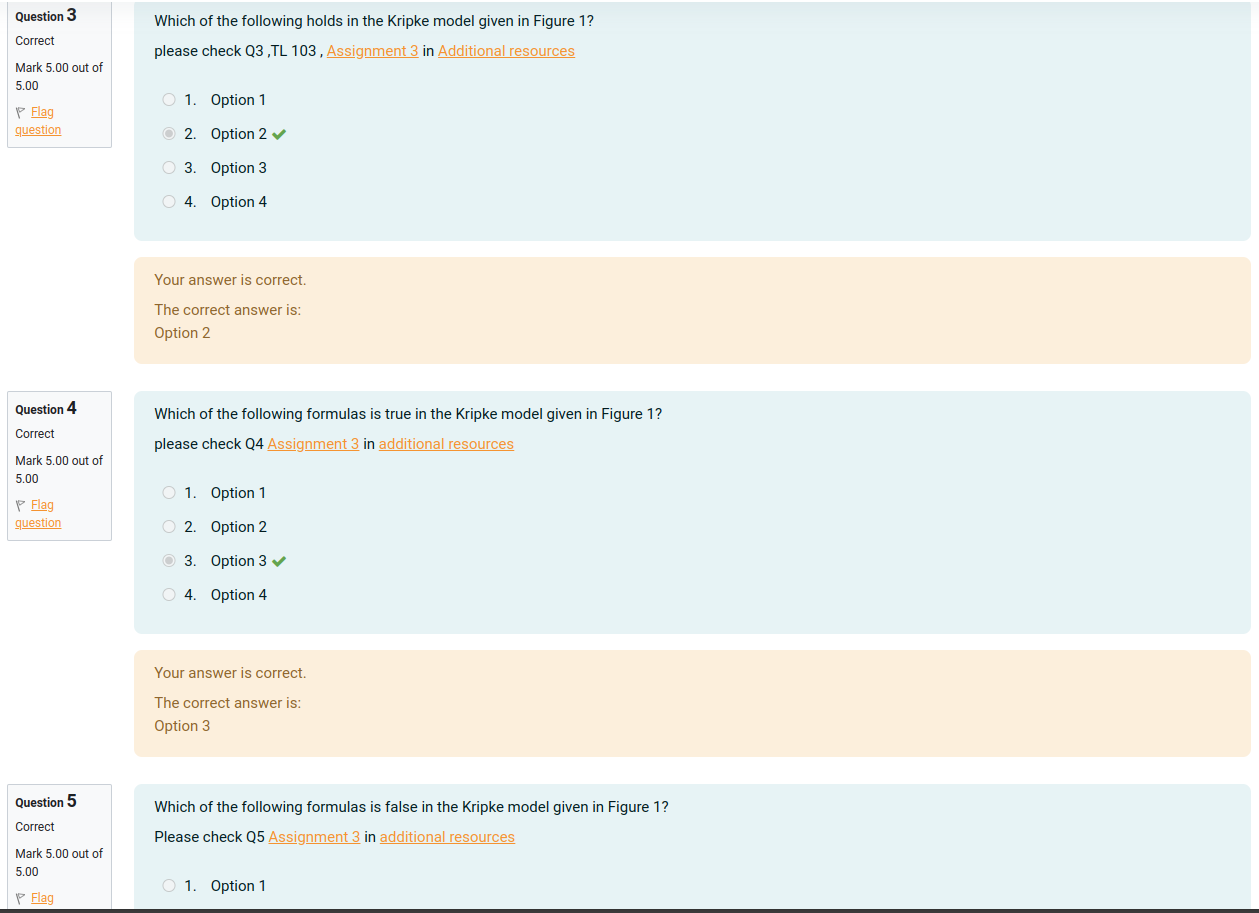 Question 3
Correct
Mark 5.00 out of
5.00
Flag
question
Which of the following holds in the Kripke model given in Figure 1?
please check Q3 ,TL 103 , Assignment 3 in Additional resources
1. Option 1
2. Option 2
3. Option 3
4. Option 4
Your answer is correct.
The correct answer is:
Option 2
Question 4
Correct
Mark 5.00 out of
5.00
Flag
question
Which of the following formulas is true in the Kripke model given in Figure 1?
please check Q4 Assignment 3 in additional resources
1. Option 1
2. Option 2
3. Option 3
4. Option 4
Your answer is correct.
The correct answer is:
Option 3
Question 5
Correct
Mark 5.00 out of
5.00
Flag
Which of the following formulas is false in the Kripke model given in Figure 1?
Please check Q5 Assignment 3 in additional resources
1. Option 1